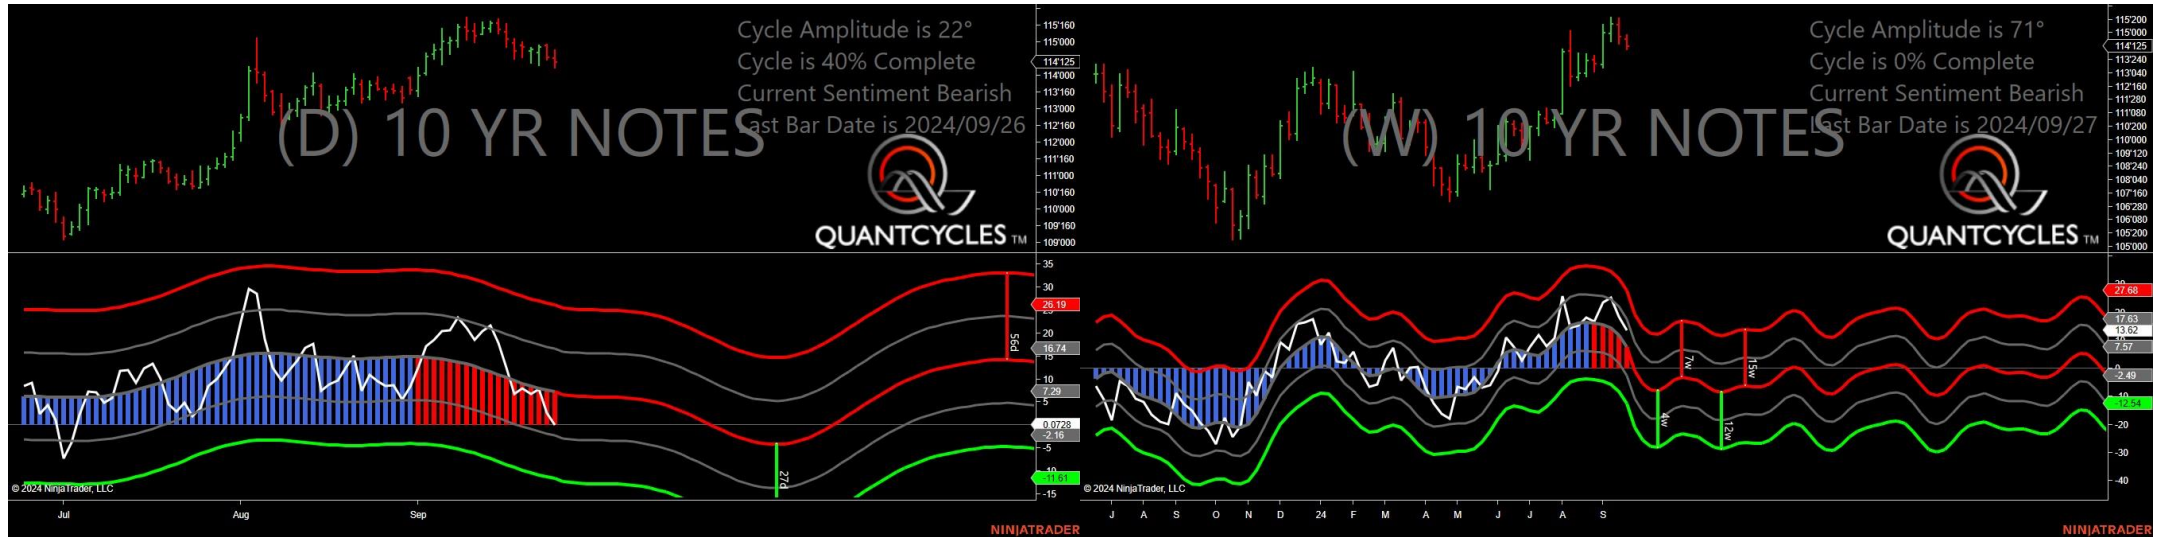 Cycle Amplitude is 22°
Cycle is 40% Complete
Current Sentiment Bearish
Last Bar Date is 2024/09/26
(D) 10 YR NOTES
QUANTCYCLES TM
115'160
115'000
114'125
114'000
113'160
113'000
112'160
112'000
111'160
111'000
110'160
110'000
109'160
109'000
35
30
26.19
20
16.74
15
10
7.29
5
0.0728
-2.16
-5
-10
-11.61
-15
56d
27d
© 2024 NinjaTrader, LLC
Jul Aug Sep
NINJATRADER
Cycle Amplitude is 71°
Cycle is 0% Complete
Current Sentiment Bearish
Last Bar Date is 2024/09/27
(W) 10 YR NOTES
QUANTCYCLES TM
115'200
115'000
114'125
113'240
113'040
112'160
111'280
111'080
110'200
110'000
109'120
108'240
108'040
107'160
106'280
106'080
105'200
105'000
27.68
17.63
13.62
7.57
-2.49
-12.54
-20
-30
-40
7w
15w
4w
12w
© 2024 NinjaTrader, LLC
J A S O N D 24 F M A M J J A S
NINJATRADER